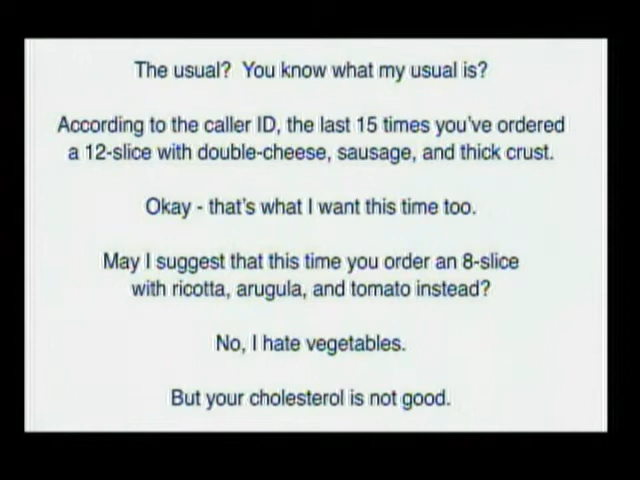 The usual?  You know what my usual is?
According to the caller ID, the last 15 times you've ordered
a 12-slice with double-cheese, sausage, and thick crust.
Okay - that's what I want this time too.
May I suggest that this time you order an 8-slice
with ricotta, arugula, and tomato instead?
No, I hate vegetables.
But your cholesterol is not good.